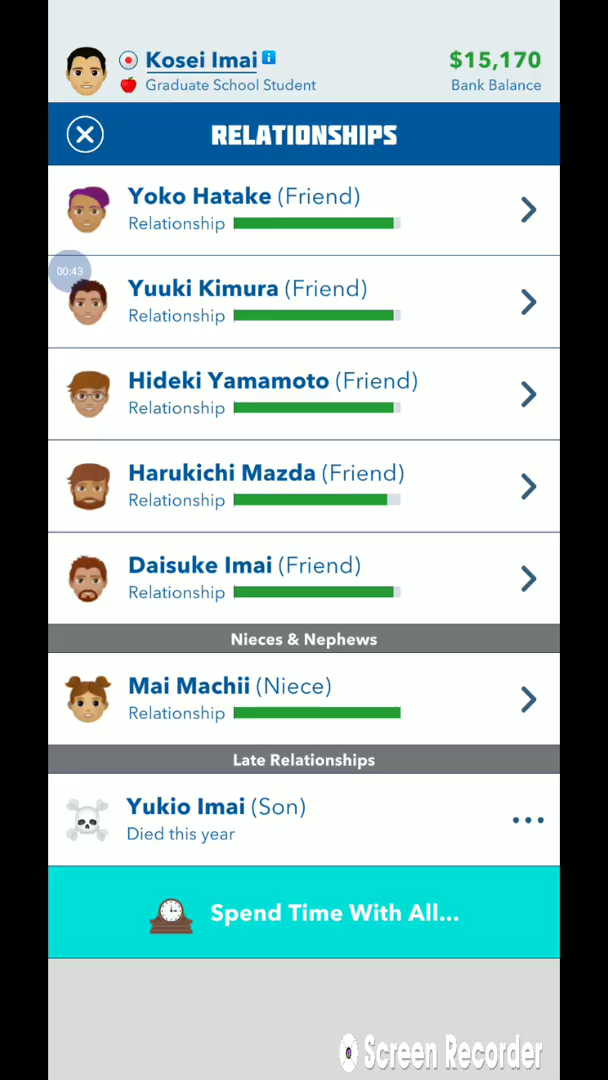 Kosei Imai
$15,170
Graduate School Student
Bank Balance
RELATIONSHIPS
Yoko Hatake (Friend)
Relationship
00:43
Yuuki Kimura (Friend)
Relationship
Hideki Yamamoto (Friend)
Relationship
Harukichi Mazda (Friend)
Relationship
Daisuke Imai (Friend)
Relationship
Nieces & Nephews
Mai Machii (Niece)
Relationship
Late Relationships
Yukio Imai (Son)
Died this year
Spend Time With All...
Screen Recorder